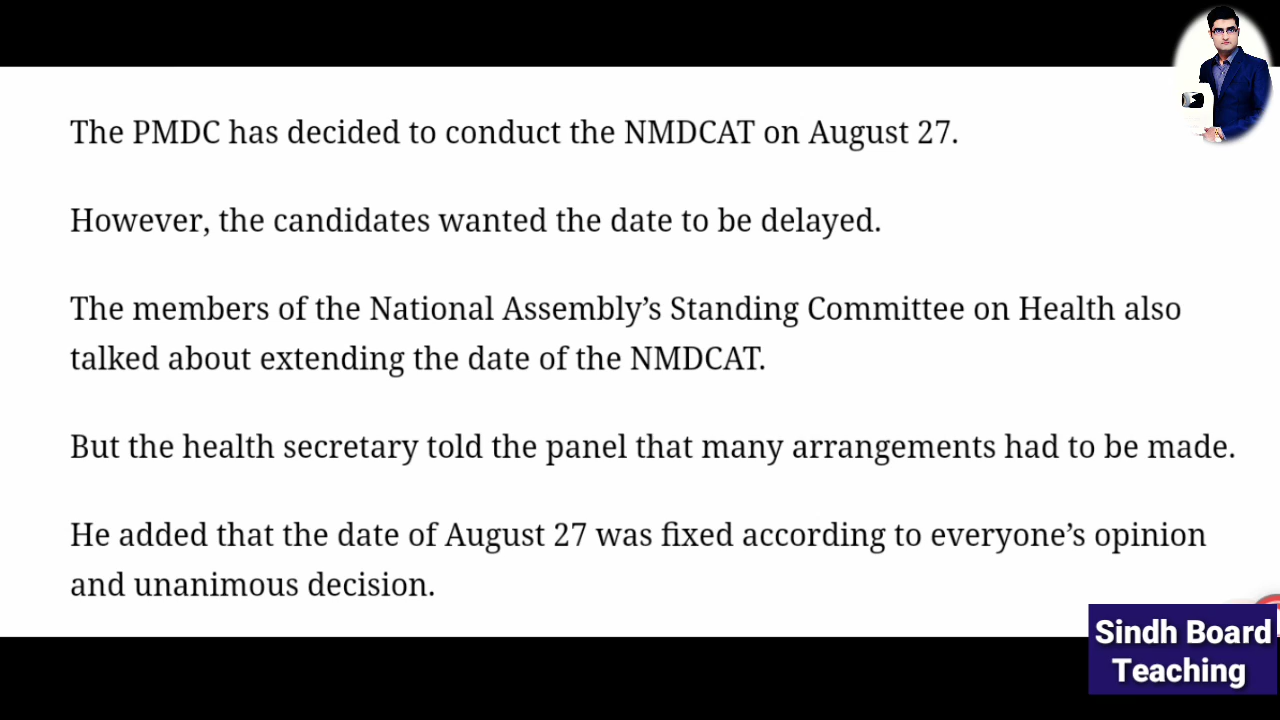 The PMDC has decided to conduct the NMDCAT on August 27.
However, the candidates wanted the date to be delayed.
The members of the National Assembly’s Standing Committee on Health also
talked about extending the date of the NMDCAT.
But the health secretary told the panel that many arrangements had to be made.
He added that the date of August 27 was fixed according to everyone’s opinion
and unanimous decision.
Sindh Board
Teaching